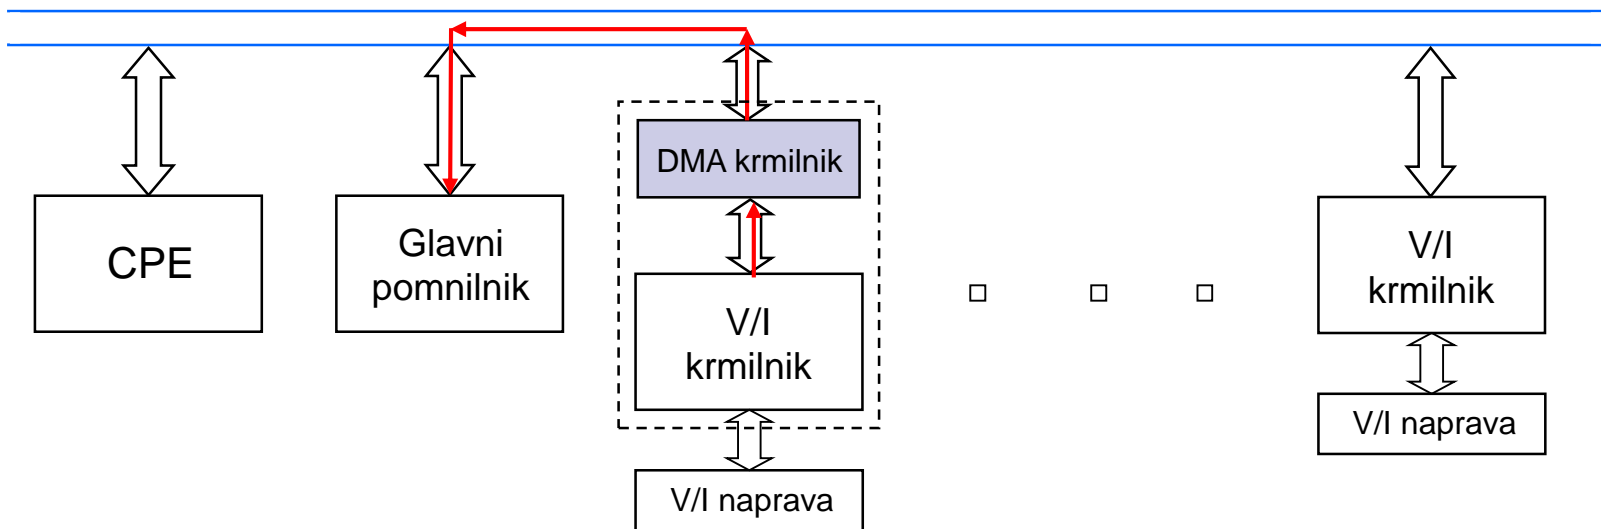 CPE
Glavni
pomnilnik
DMA krmilnik
V/I
krmilnik
V/I naprava
V/I
krmilnik
V/I naprava